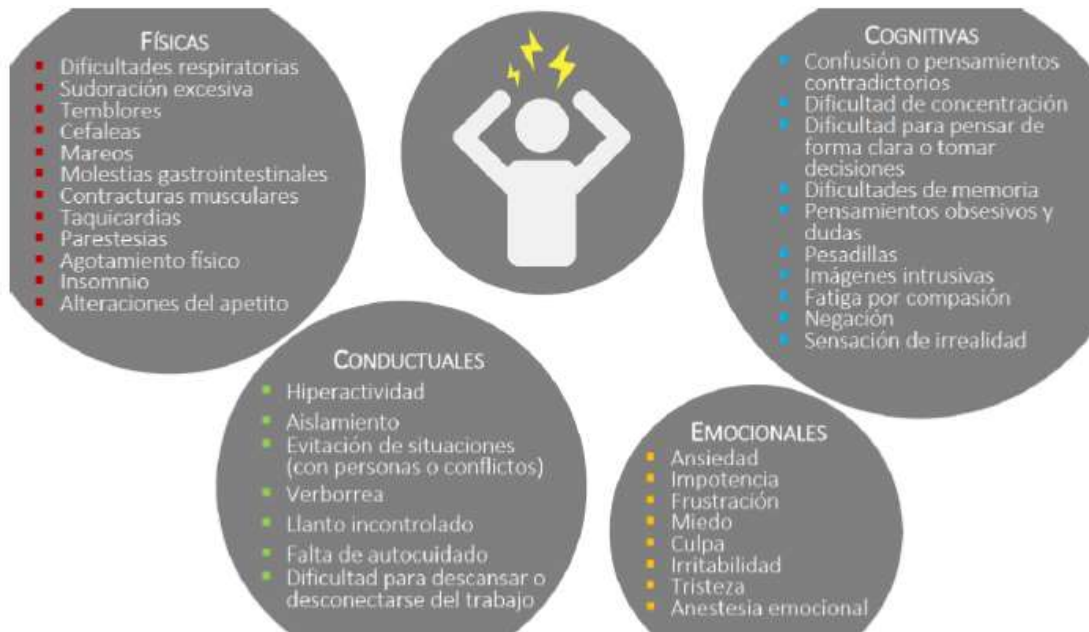 FÍSICAS
Dificultades respiratorias
Sudoración excesiva
Temblores
Cefaleas
Mareos
Molestias gastrointestinales
Contracturas musculares
Taquicardias
Parestesias
Agotamiento físico
Insomnio
Alteraciones del apetito
COGNITIVAS
Confusión o pensamientos
contradictorios
Dificultad de concentración
Dificultad para pensar de
forma clara o tomar
decisiones
Dificultades de memoria
Pensamientos obsesivos y
dudas
Pesadillas
Imágenes intrusivas
Fatiga por compasión
Negación
Sensación de irrealidad
CONDUCTUALES
Hiperactividad
Aislamiento
Evitación de situaciones
(con personas o conflictos)
Verborrea
Llanto incontrolado
Falta de autocuidado
Dificultad para descansar o
desconectarse del trabajo
EMOCIONALES
Ansiedad
Impotencia
Frustración
Miedo
Culpa
Irritabilidad
Tristeza
Anestesia emocional